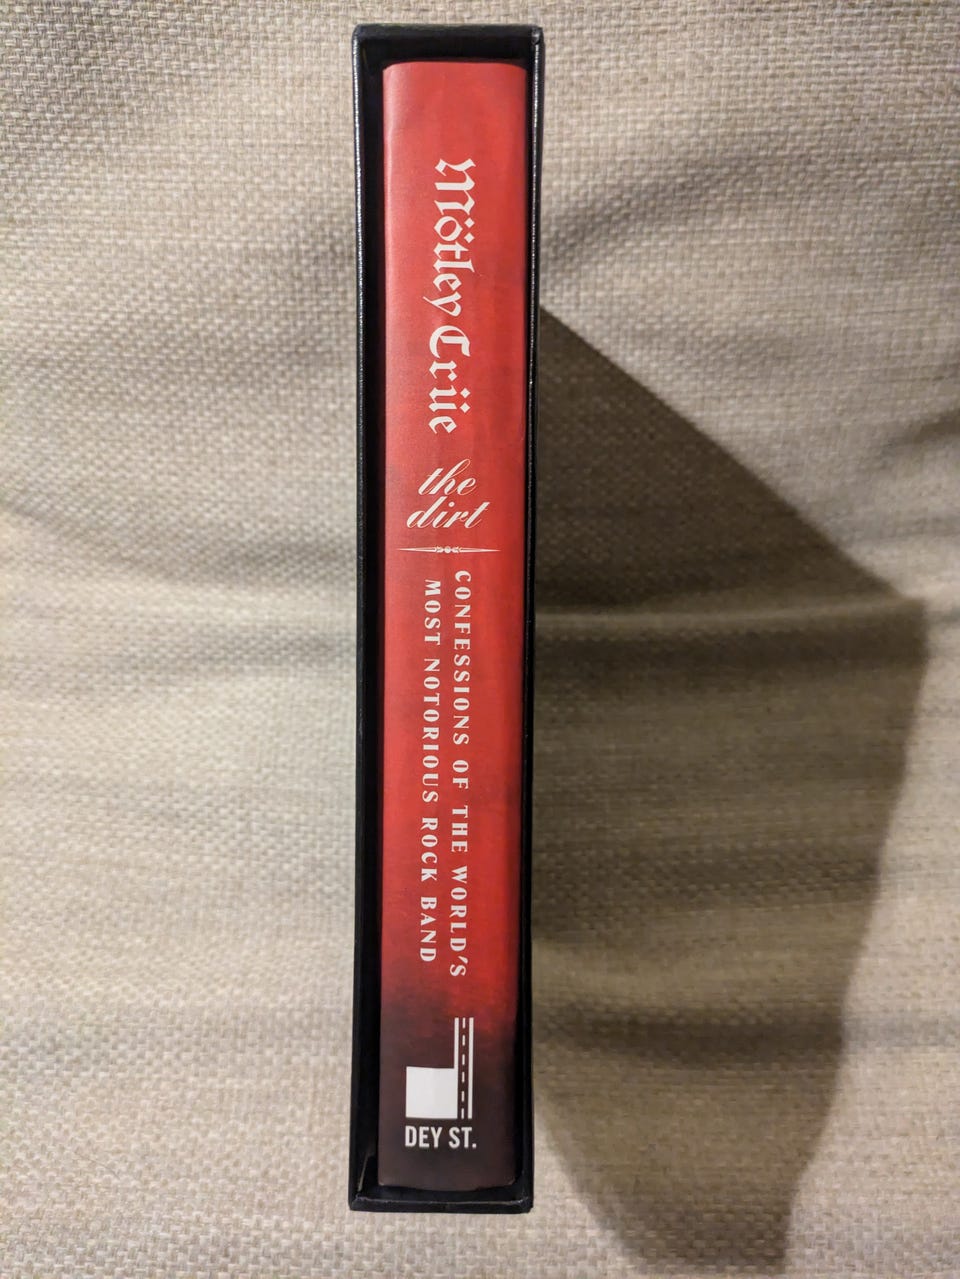 Mötley Crüe
the
dirt
CONFESSIONS OF THE WORLD'S
MOST NOTORIOUS ROCK BAND
DEY ST.